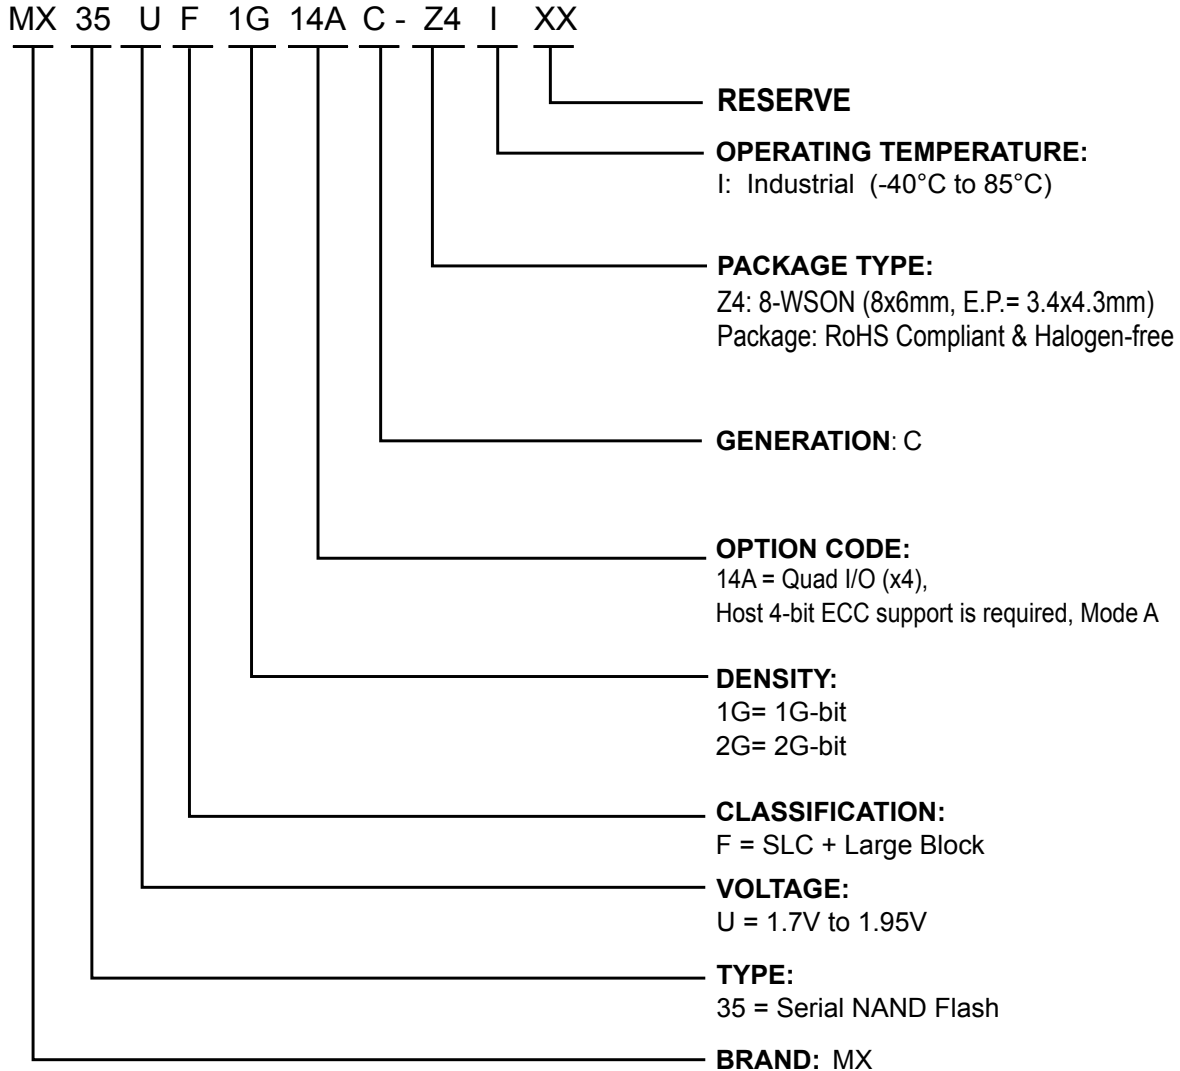 MX 35 U F 1G 14A C - Z4 I XX
RESERVE
OPERATING TEMPERATURE:
I: Industrial (-40°C to 85°C)
PACKAGE TYPE:
Z4: 8-WSON (8x6mm, E.P.= 3.4x4.3mm)
Package: RoHS Compliant & Halogen-free
GENERATION: C
OPTION CODE:
14A = Quad I/O (x4),
Host 4-bit ECC support is required, Mode A
DENSITY:
1G= 1G-bit
2G= 2G-bit
CLASSIFICATION:
F = SLC + Large Block
VOLTAGE:
U = 1.7V to 1.95V
TYPE:
35 = Serial NAND Flash
BRAND: MX